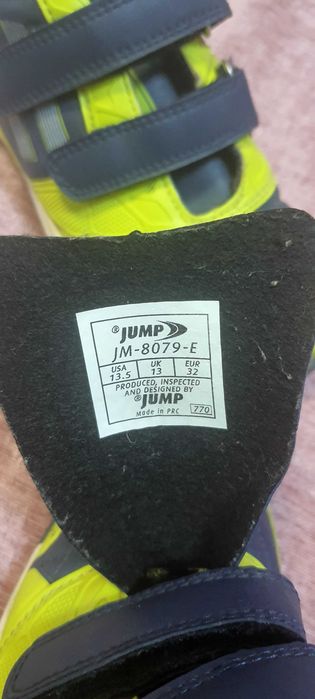 ®JUMP
JM-8079-E
USA UK EUR
13.5 13 32
PRODUCED, INSPECTED
AND DESIGNED BY
®JUMP
Made in PRC 770